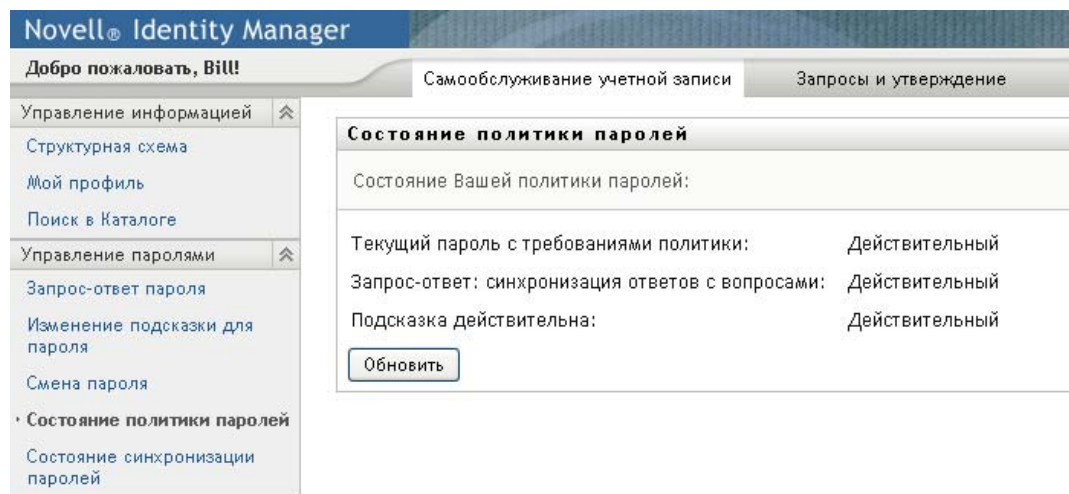 Novell® Identity Manager
Добро пожаловать, Bill!
Самообслуживание учетной записи
Запросы и утверждение
Управление информацией
Структурная схема
Мой профиль
Поиск в Каталоге
Управление паролями
Запрос-ответ пароля
Изменение подсказки для
пароля
Смена пароля
Состояние политики паролей
Состояние синхронизации
паролей
Состояние политики паролей
Состояние Вашей политики паролей:
Текущий пароль с требованиями политики: Действительный
Запрос-ответ: синхронизация ответов с вопросами: Действительный
Подсказка действительна: Действительный
Обновить